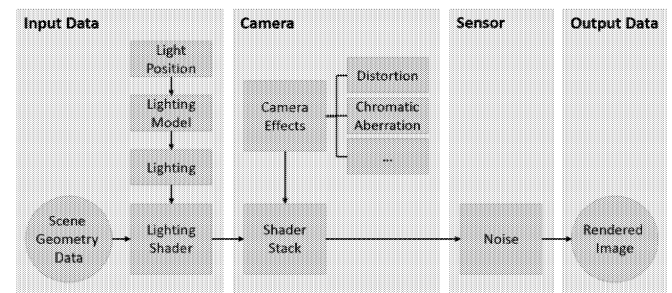 Input Data
Camera
Sensor
Output Data
Light
Position
Lighting
Model
Lighting
Scene
Geometry
Data
Lighting
Shader
Camera
Effects
Distortion
Chromatic
Aberration
...
Shader
Stack
Noise
Rendered
Image